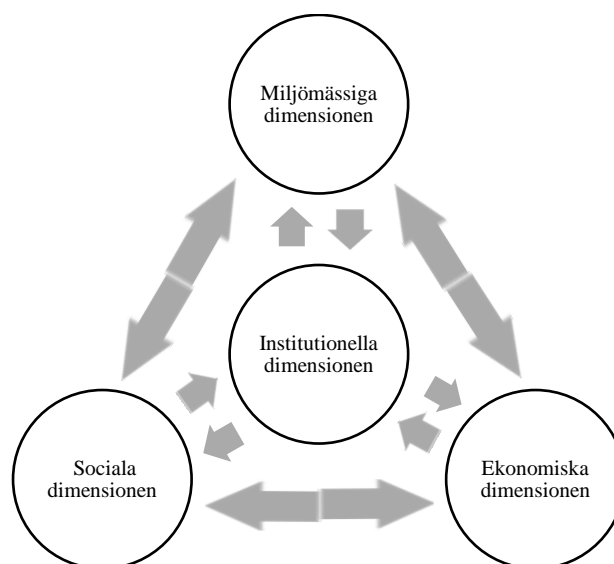 Miljömässiga
dimensionen
Institutionella
dimensionen
Sociala
dimensionen
Ekonomiska
dimensionen